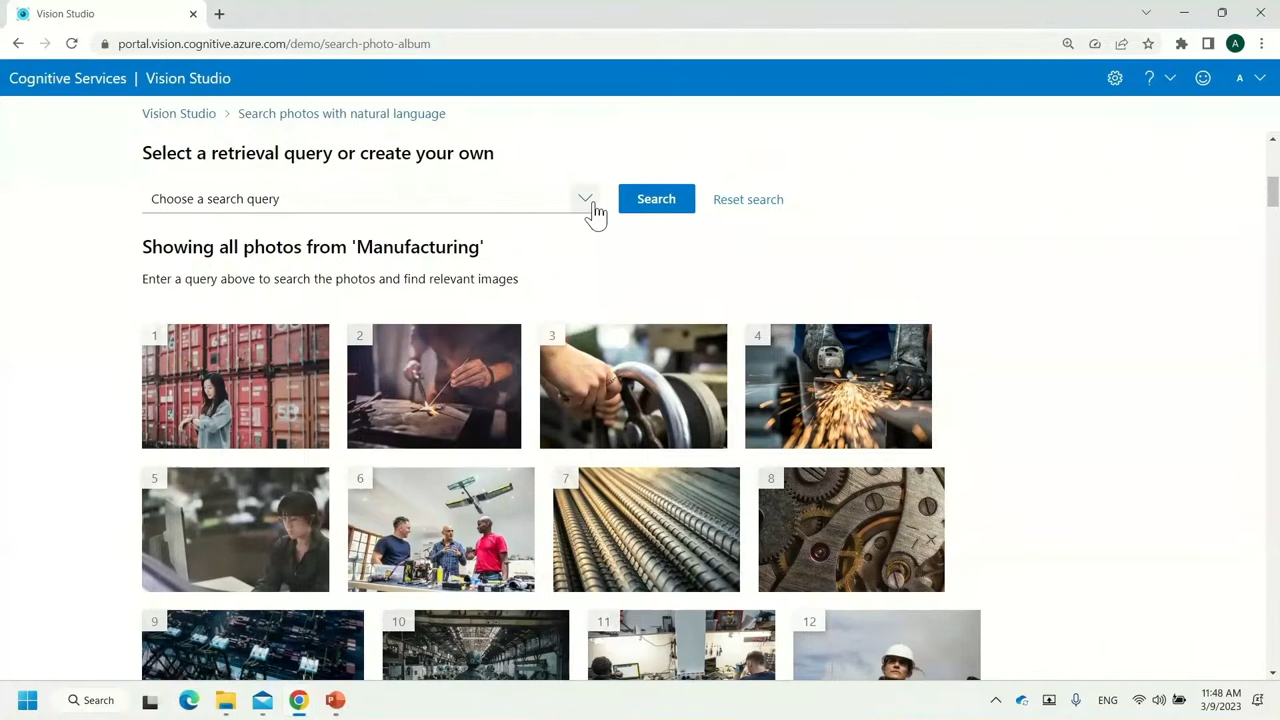 Vision Studio
portal.vision.cognitive.azure.com/demo/search-photo-album
A
Cognitive Services | Vision Studio
A
Vision Studio > Search photos with natural language
Select a retrieval query or create your own
Choose a search query
Search
Reset search
Showing all photos from 'Manufacturing'
Enter a query above to search the photos and find relevant images
1
2
3
4
5
6
7
8
9
10
11
12
Search
ENG
11:48 AM
3/9/2023